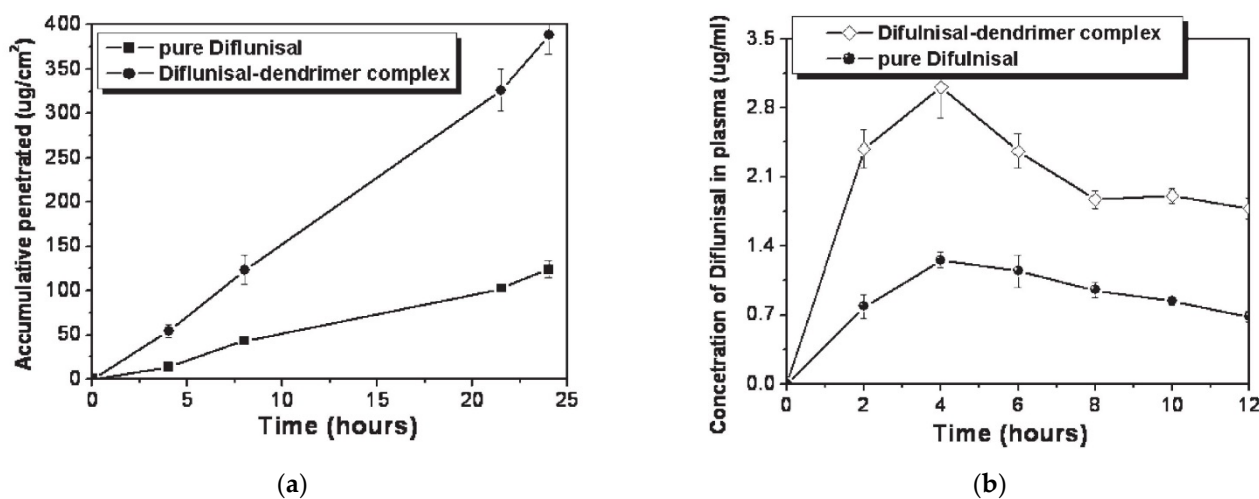 400
350
300
250
200
150
100
50
0
Accumulative penetrated (ug/cm²)
pure Diflunisal
Diflunisal-dendrimer complex
0 5 10 15 20 25
Time (hours)
(a)
3.5
2.8
2.1
1.4
0.7
0.0
Concetration of Diflunisal in plasma (ug/ml)
Difulnisal-dendrimer complex
pure Difulnisal
0 2 4 6 8 10 12
Time (hours)
(b)